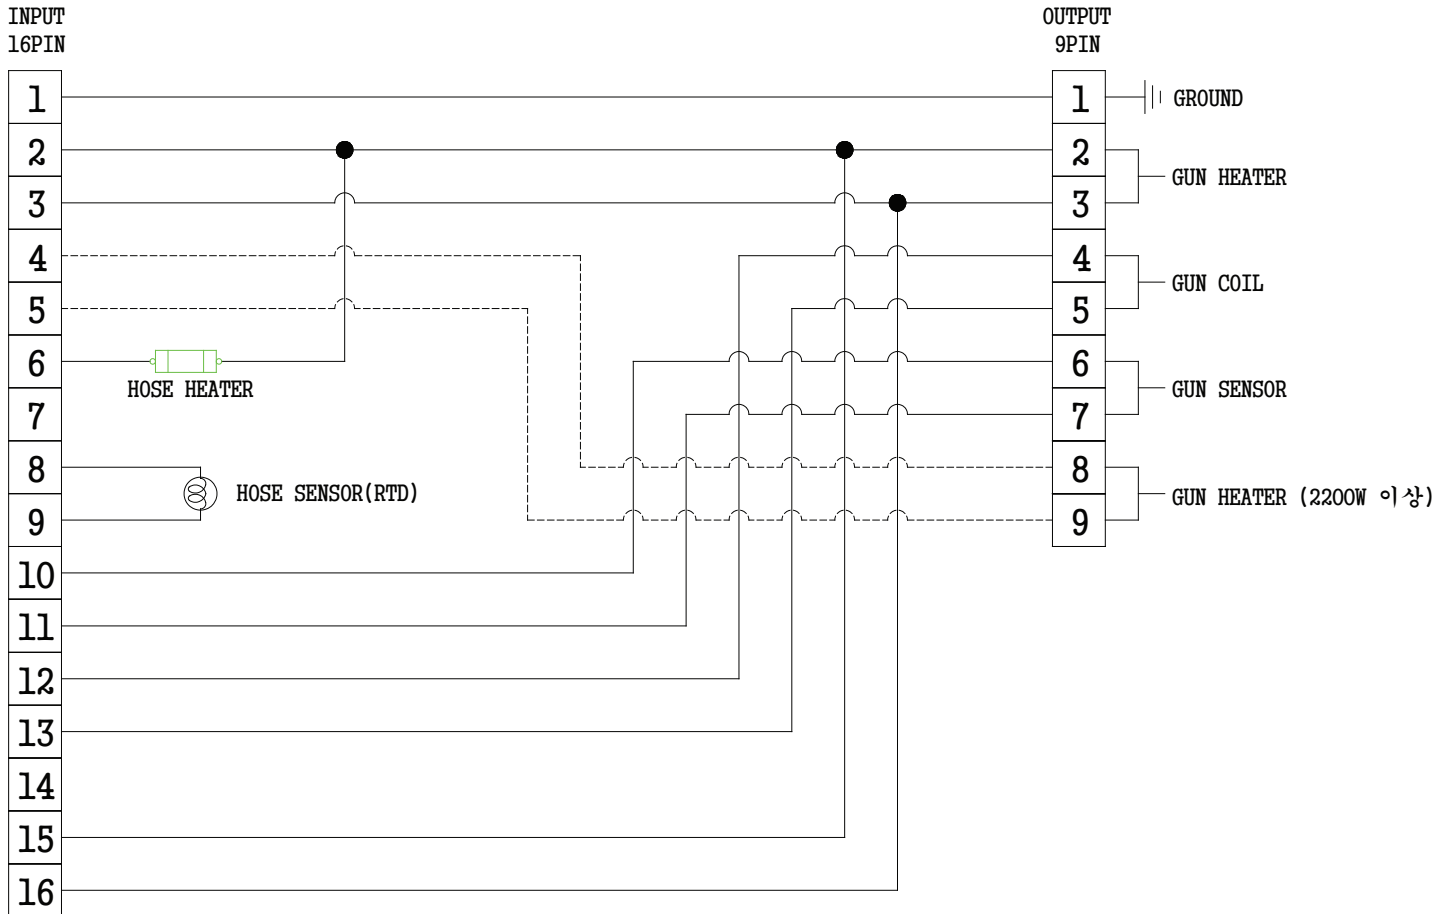 INPUT
16PIN
OUTPUT
9PIN
1
2
3
4
5
6
7
8
9
10
11
12
13
14
15
16
HOSE HEATER
HOSE SENSOR(RTD)
1
2
3
4
5
6
7
8
9
GROUND
GUN HEATER
GUN COIL
GUN SENSOR
GUN HEATER (2200W 이상)